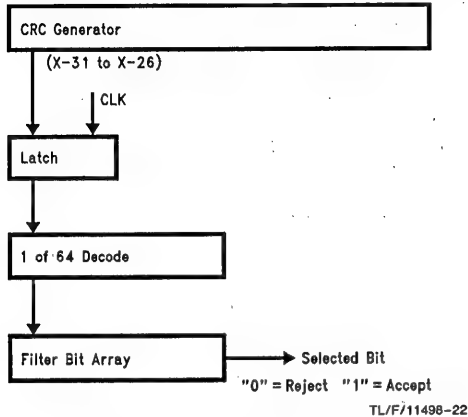 CRC Generator
(X-31 to X-26)
CLK
Latch
1 of 64 Decode
Filter Bit Array
Selected Bit
"0" = Reject "1" = Accept
TL/F/11498-22